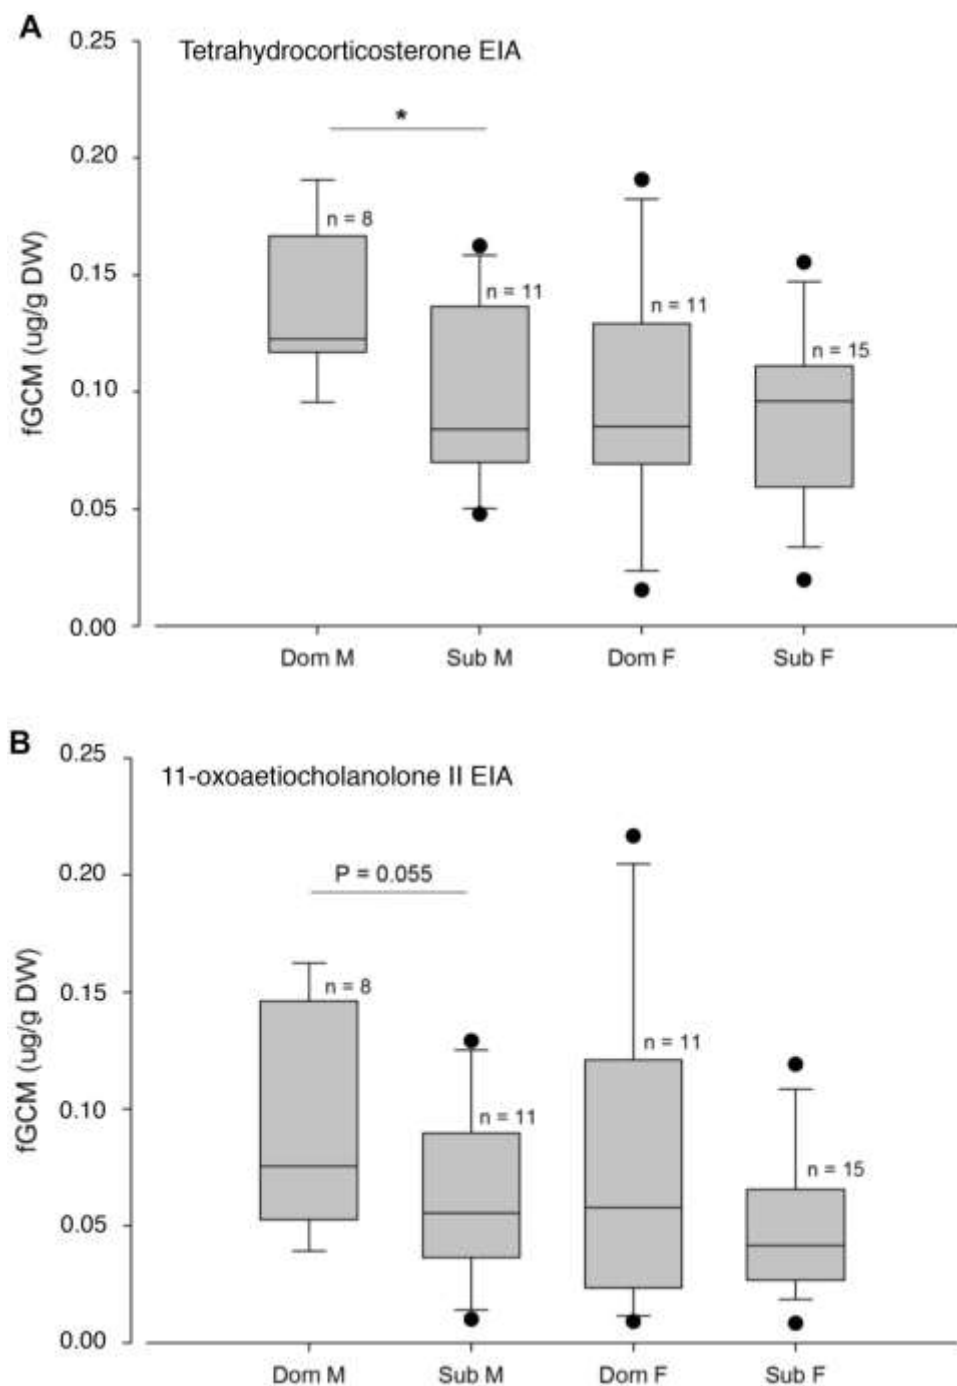 A
Tetrahydrocorticosterone EIA
0.25
0.20
0.15
0.10
0.05
0.00
fGCM (ug/g DW)
*
n = 8
n = 11
n = 11
n = 15
Dom M
Sub M
Dom F
Sub F
B
11-oxoaetiocholanolone II EIA
0.25
0.20
0.15
0.10
0.05
0.00
fGCM (ug/g DW)
P = 0.055
n = 8
n = 11
n = 11
n = 15
Dom M
Sub M
Dom F
Sub F